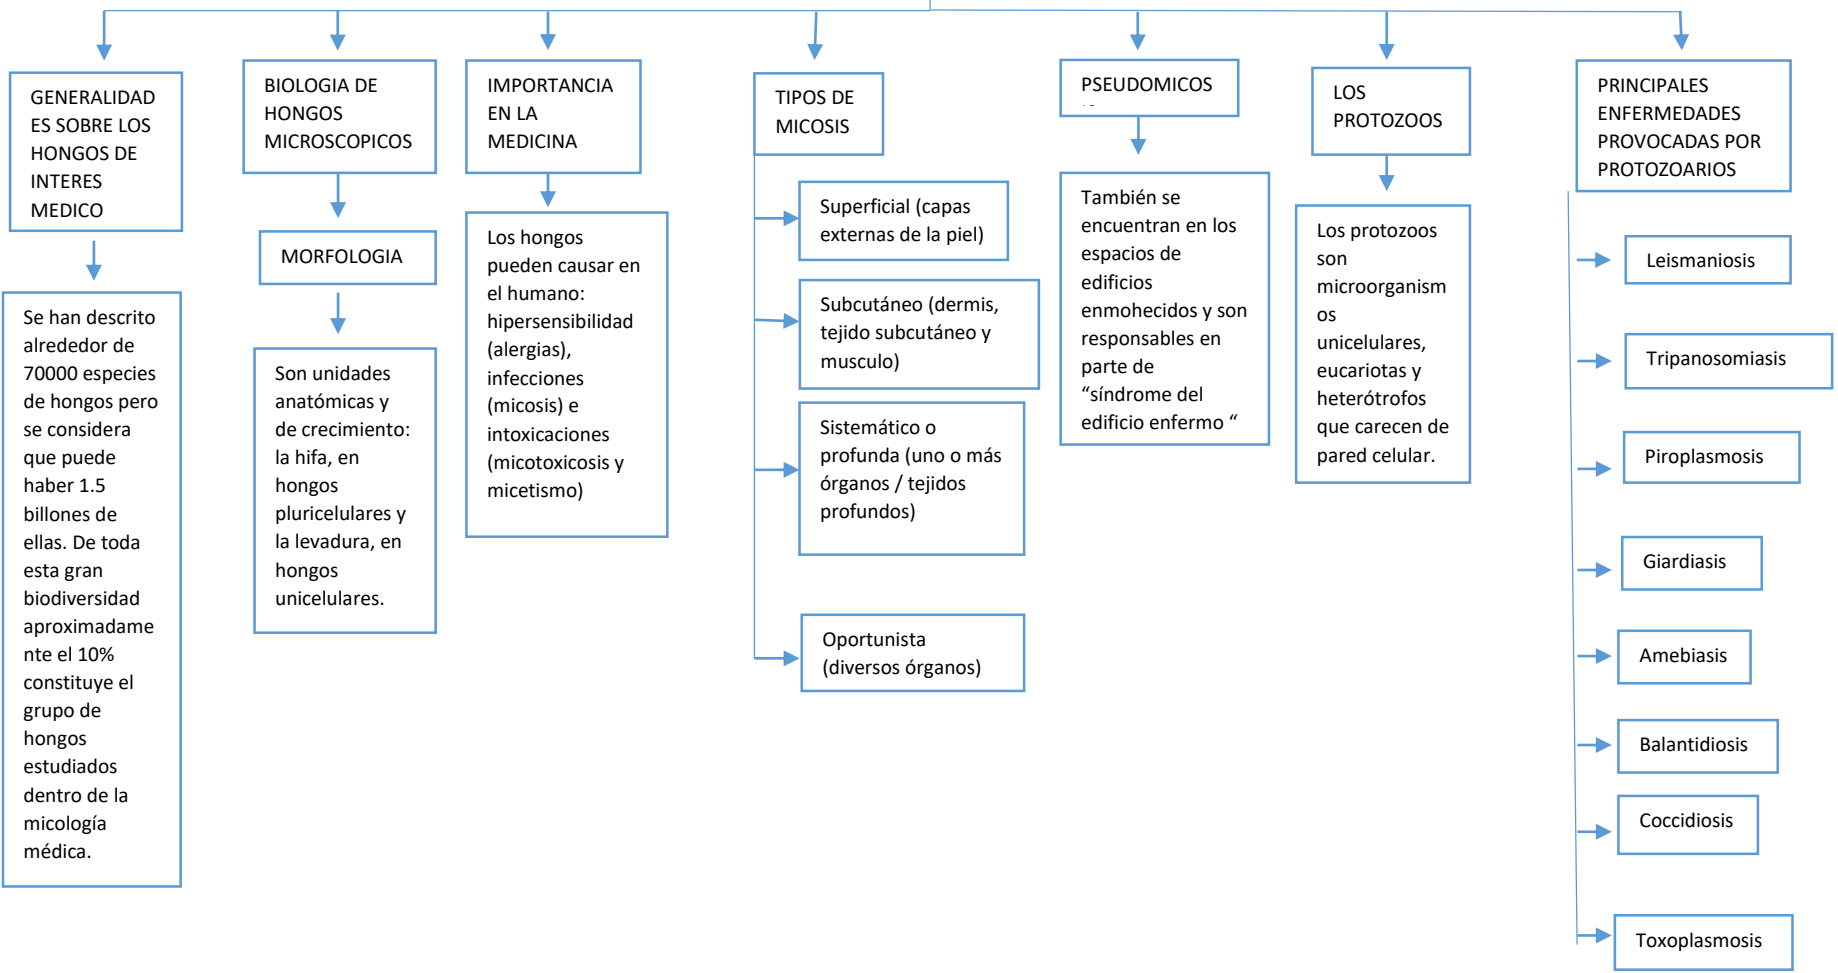 GENERALIDAD
ES SOBRE LOS
HONGOS DE
INTERES
MEDICO
Se han descrito
alrededor de
70000 especies
de hongos pero
se considera
que puede
haber 1.5
billones de
ellas. De toda
esta gran
biodiversidad
aproximadame
nte el 10%
constituye el
grupo de
hongos
estudiados
dentro de la
micología
médica.
BIOLOGIA DE
HONGOS
MICROSCOPICOS
MORFOLOGIA
Son unidades
anatómicas y
de crecimiento:
la hifa, en
hongos
pluricelulares y
la levadura, en
hongos
unicelulares.
IMPORTANCIA
EN LA
MEDICINA
Los hongos
pueden causar en
el humano:
hipersensibilidad
(alergias),
infecciones
(micosis) e
intoxicaciones
(micotoxicosis y
micetismo)
TIPOS DE
MICOSIS
Superficial (capas
externas de la piel)
Subcutáneo (dermis,
tejido subcutáneo y
musculo)
Sistemático o
profunda (uno o más
órganos / tejidos
profundos)
Oportunista
(diversos órganos)
PSEUDOMICOS
También se
encuentran en los
espacios de
edificios
enmohecidos y son
responsables en
parte de
“síndrome del
edificio enfermo “
LOS
PROTOZOOS
Los protozoos
son
microorganism
os
unicelulares,
eucariotas y
heterótrofos
que carecen de
pared celular.
PRINCIPALES
ENFERMEDADES
PROVOCADAS POR
PROTOZOARIOS
Leismaniosis
Tripanosomiasis
Piroplasmosis
Giardiasis
Amebiasis
Balantidiosis
Coccidiosis
Toxoplasmosis